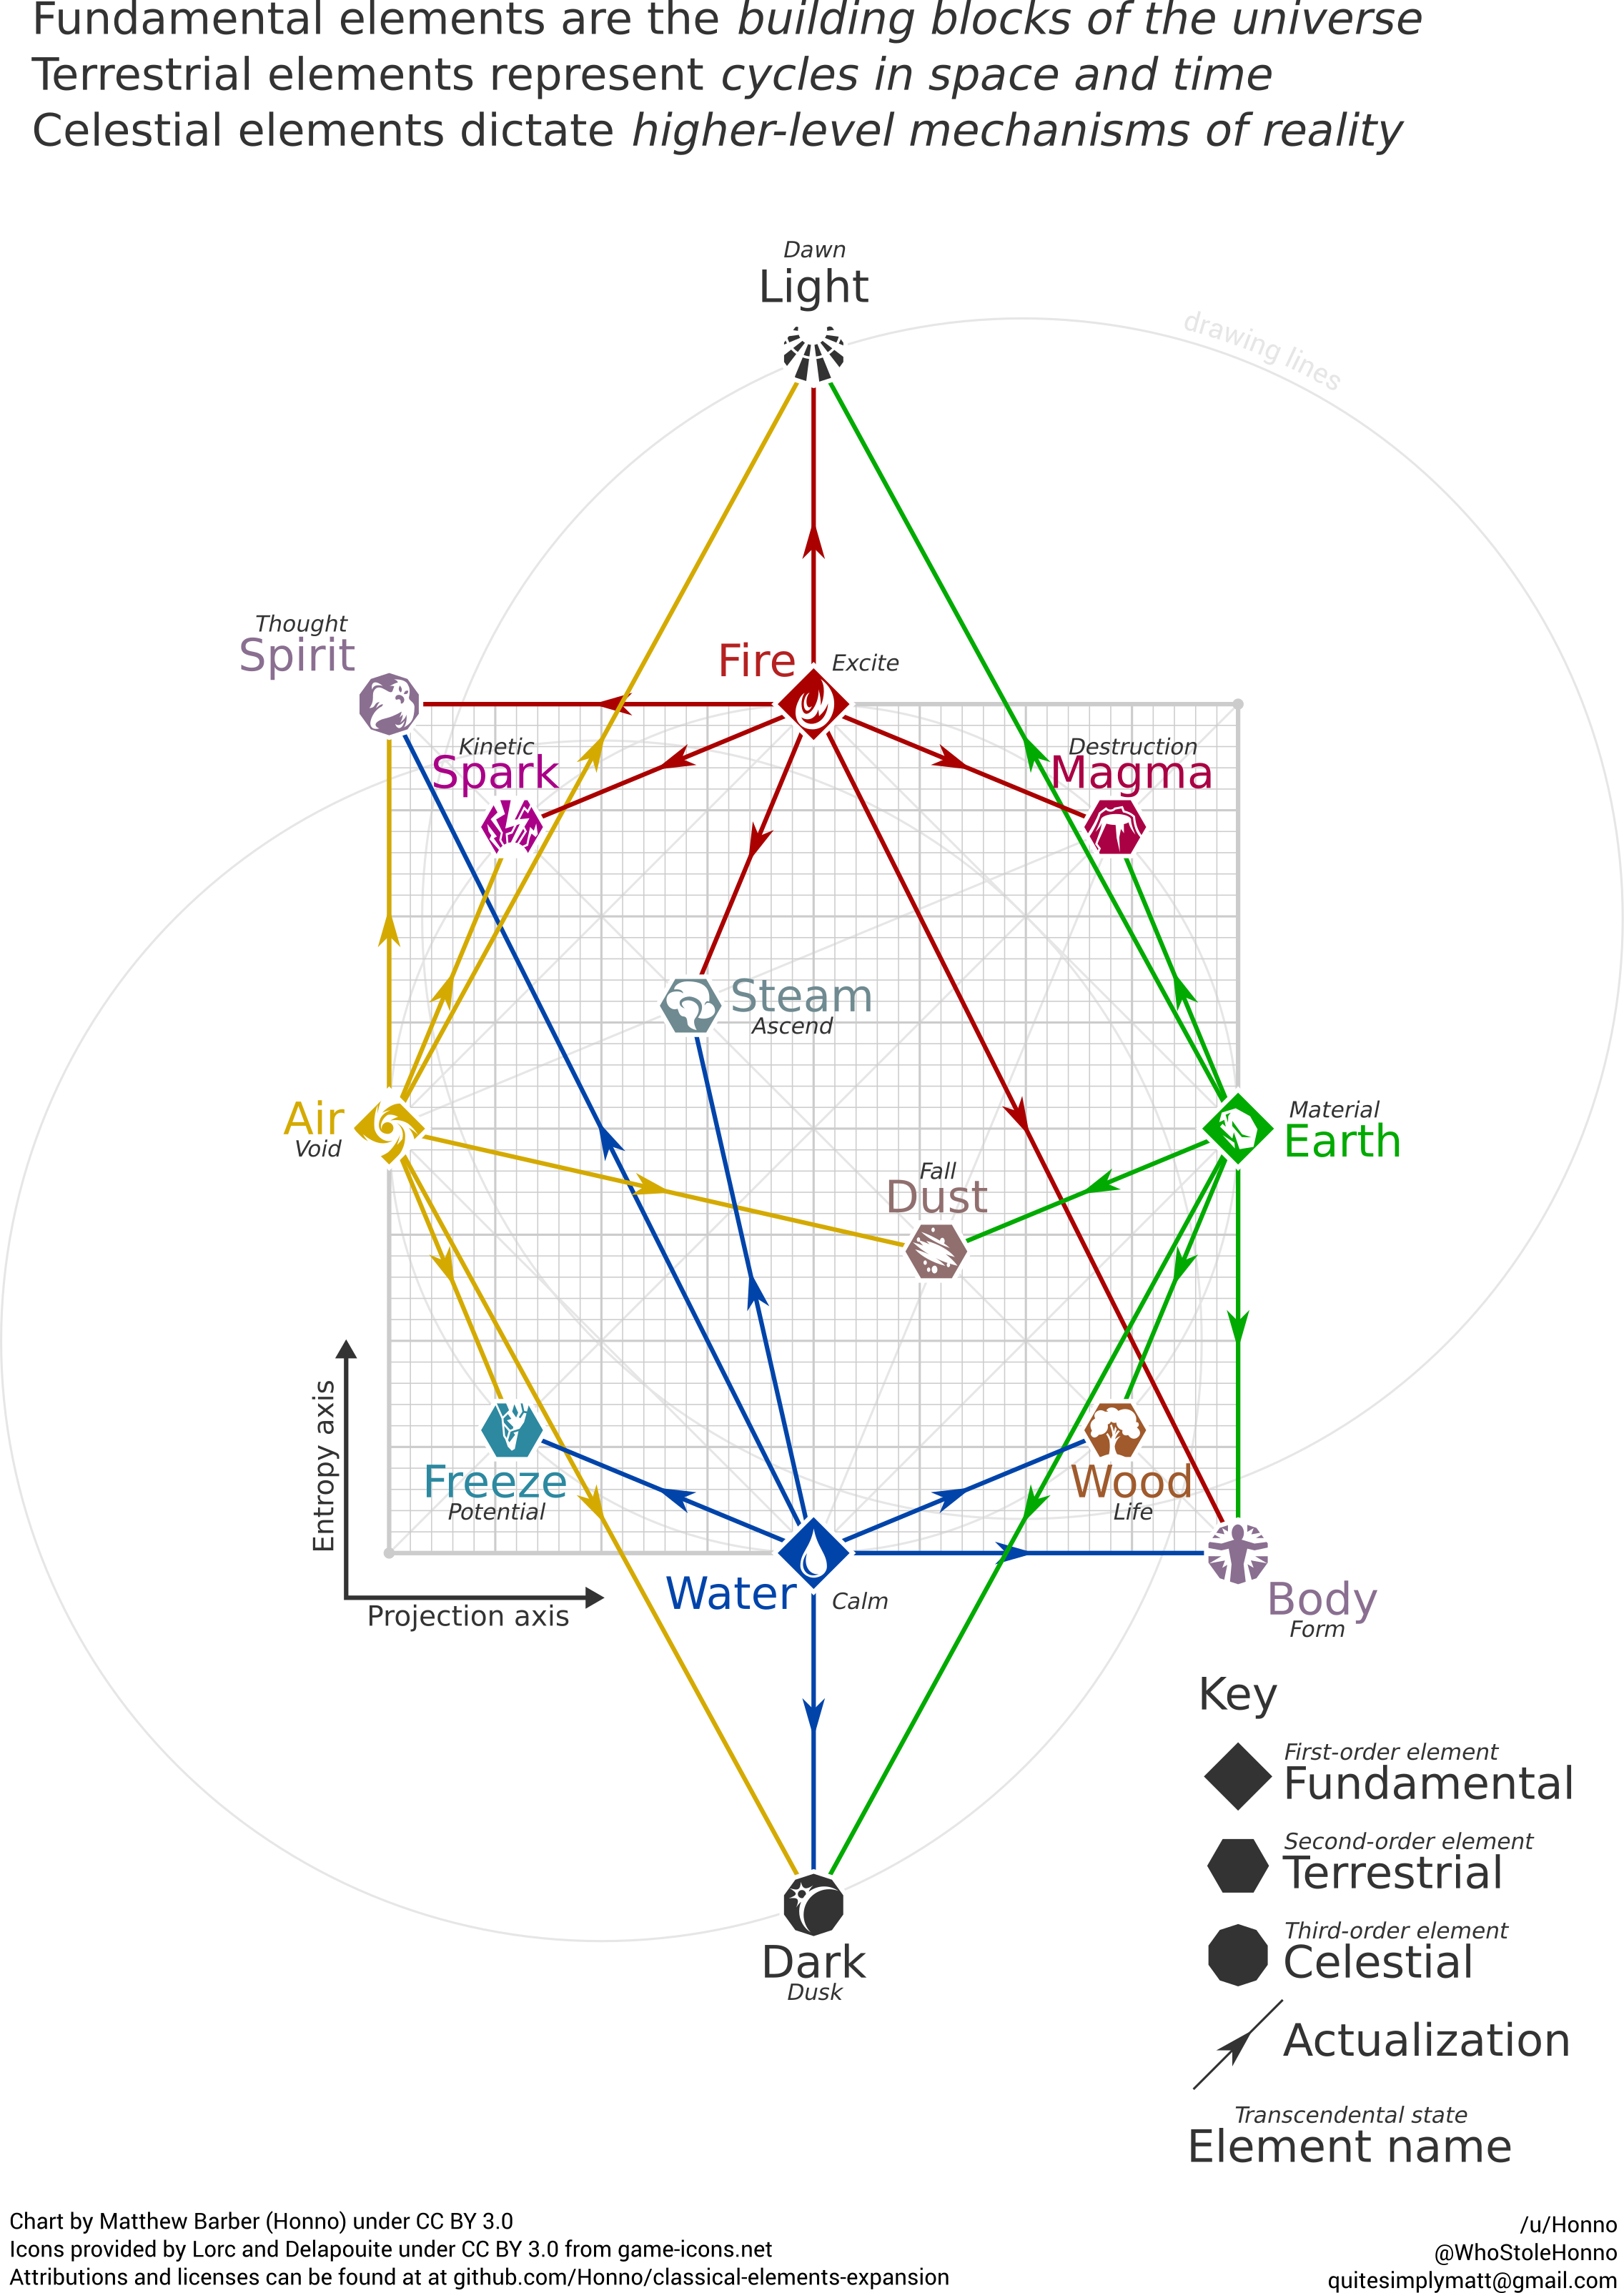 Fundamental elements are the building blocks of the universe
Terrestrial elements represent cycles in space and time
Celestial elements dictate higher-level mechanisms of reality
Dawn
Light
drawing lines
Thought
Spirit
Fire
Excite
Kinetic
Spark
Destruction
Magma
Steam
Ascend
Air
Void
Material
Earth
Fall
Dust
Entropy axis
Projection axis
Freeze
Potential
Wood
Life
Water
Calm
Body
Form
Dark
Dusk
Key
First-order element
Fundamental
Second-order element
Terrestrial
Third-order element
Celestial
Actualization
Transcendental state
Element name
Chart by Matthew Barber (Honno) under CC BY 3.0
Icons provided by Lorc and Delapouite under CC BY 3.0 from game-icons.net
Attributions and licenses can be found at at github.com/Honno/classical-elements-expansion
/u/Honno
@WhoStoleHonno
quitesimplymatt@gmail.com